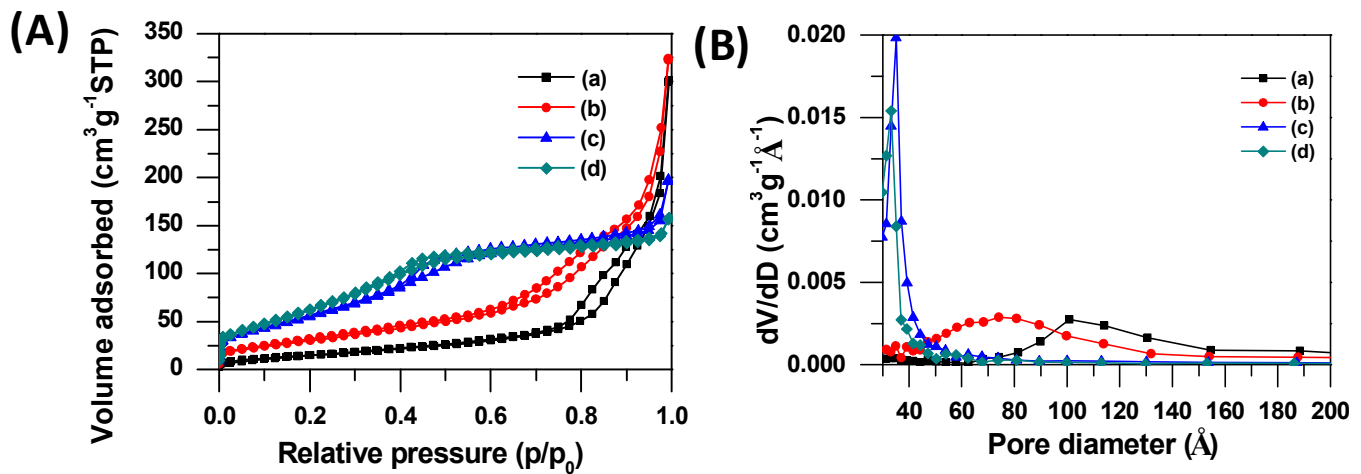 (A)
Volume adsorbed (cm³g⁻¹STP)
350
300
250
200
150
100
50
0
0.0 0.2 0.4 0.6 0.8 1.0
Relative pressure (p/p₀)
(a)
(b)
(c)
(d)
(B)
dV/dD (cm³g⁻¹Å⁻¹)
0.020
0.015
0.010
0.005
0.000
40 60 80 100 120 140 160 180 200
Pore diameter (Å)
(a)
(b)
(c)
(d)